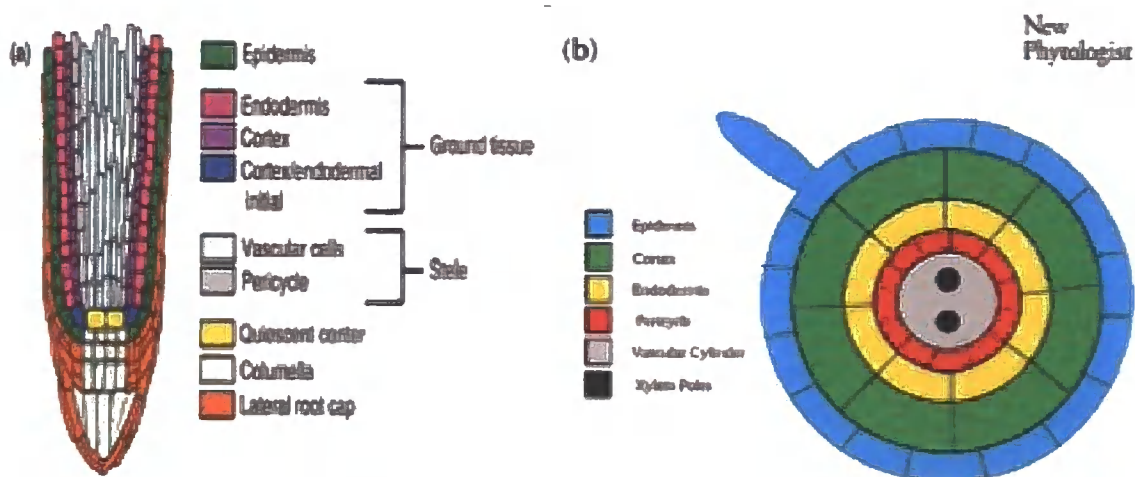 (a)
Epidermis
Endodermis
Cortex
Cortex/endodermal
initial
Ground tissue
Vascular cells
Pericycle
Stele
Quiescent center
Columella
Lateral root cap
(b)
New
Phytologist
Epidermis
Cortex
Endodermis
Pericycle
Vascular Cylinder
Xylem Poles